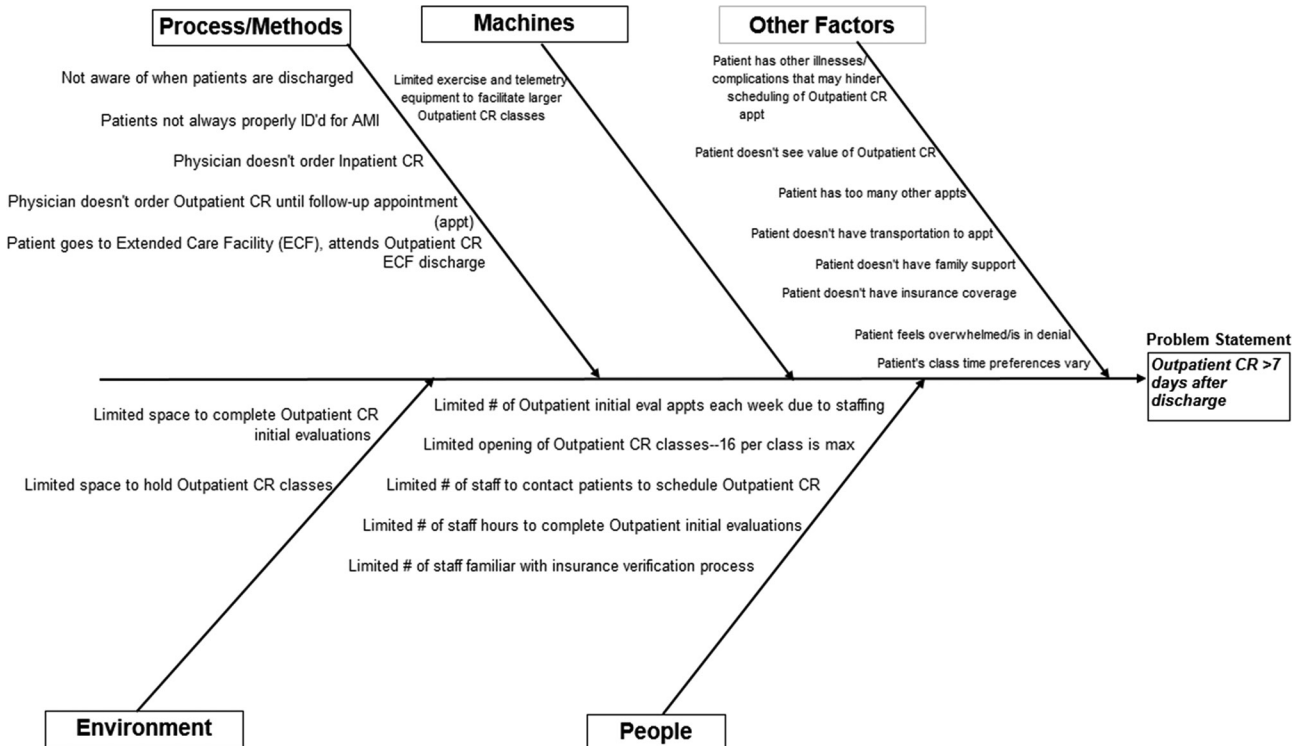 Process/Methods
Not aware of when patients are discharged
Patients not always properly ID'd for AMI
Physician doesn't order Inpatient CR
Physician doesn't order Outpatient CR until follow-up appointment
(appt)
Patient goes to Extended Care Facility (ECF), attends Outpatient CR
ECF discharge
Machines
Limited exercise and telemetry
equipment to facilitate larger
Outpatient CR classes
Other Factors
Patient has other illnesses/
complications that may hinder
scheduling of Outpatient CR
appt
Patient doesn't see value of Outpatient CR
Patient has too many other appts
Patient doesn't have transportation to appt
Patient doesn't have family support
Patient doesn't have insurance coverage
Patient feels overwhelmed/is in denial
Patient's class time preferences vary
Problem Statement
Outpatient CR >7
days after
discharge
Limited space to complete Outpatient CR
initial evaluations
Limited space to hold Outpatient CR classes
Environment
Limited # of Outpatient initial eval appts each week due to staffing
Limited opening of Outpatient CR classes--16 per class is max
Limited # of staff to contact patients to schedule Outpatient CR
Limited # of staff hours to complete Outpatient initial evaluations
Limited # of staff familiar with insurance verification process
People